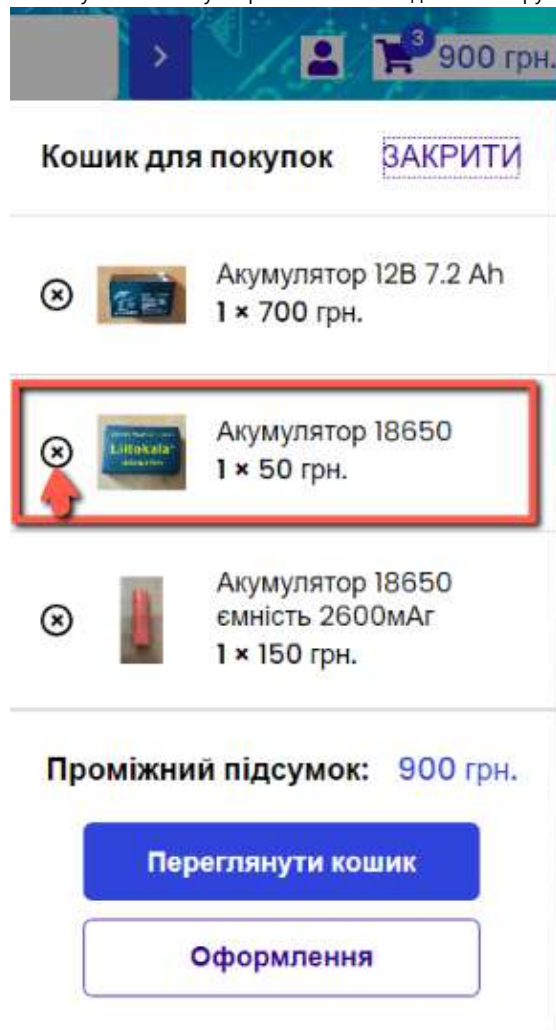 3
900 грн.
Кошик для покупок ЗАКРИТИ
Акумулятор 12В 7.2 Ah
1 × 700 грн.
Liitokala
Акумулятор 18650
1 × 50 грн.
Акумулятор 18650
ємність 2600мАг
1 × 150 грн.
Проміжний підсумок: 900 грн.
Переглянути кошик
Оформлення